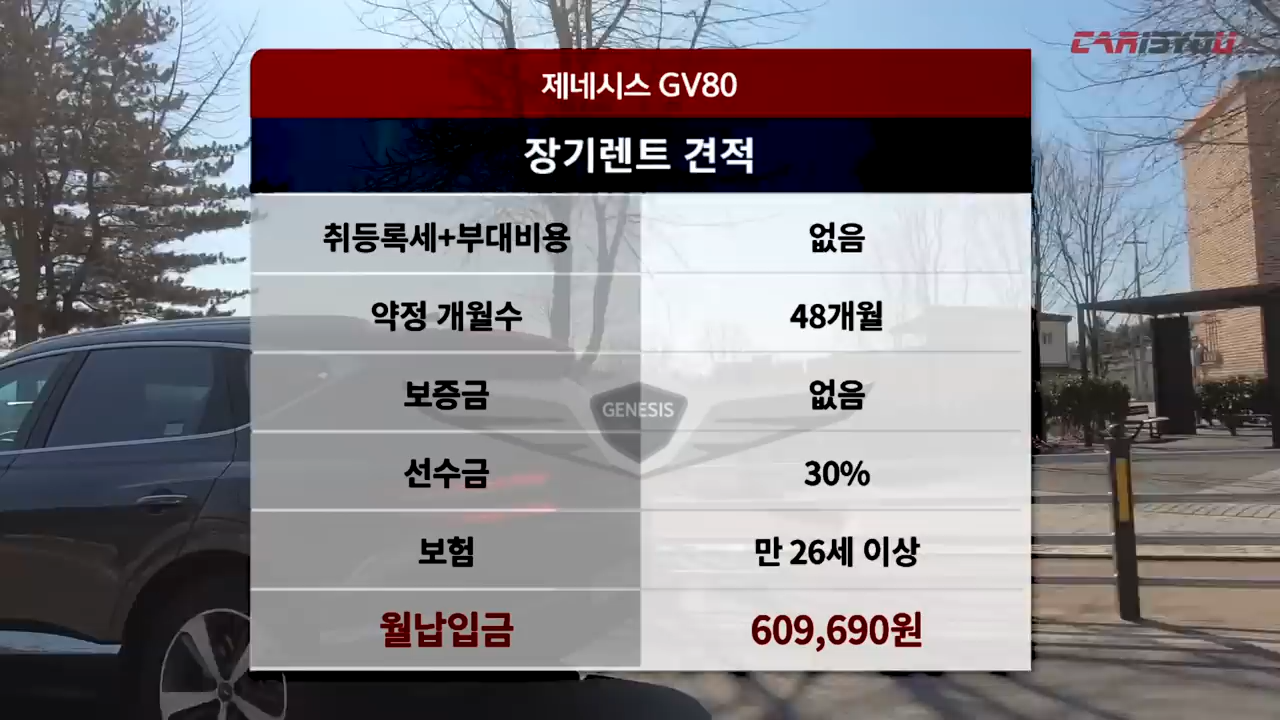 CARISYOU
제네시스 GV80
장기렌트 견적
취등록세+부대비용 없음
약정 개월수 48개월
보증금 없음
GENESIS
선수금 30%
보험 만 26세 이상
월납입금 609,690원